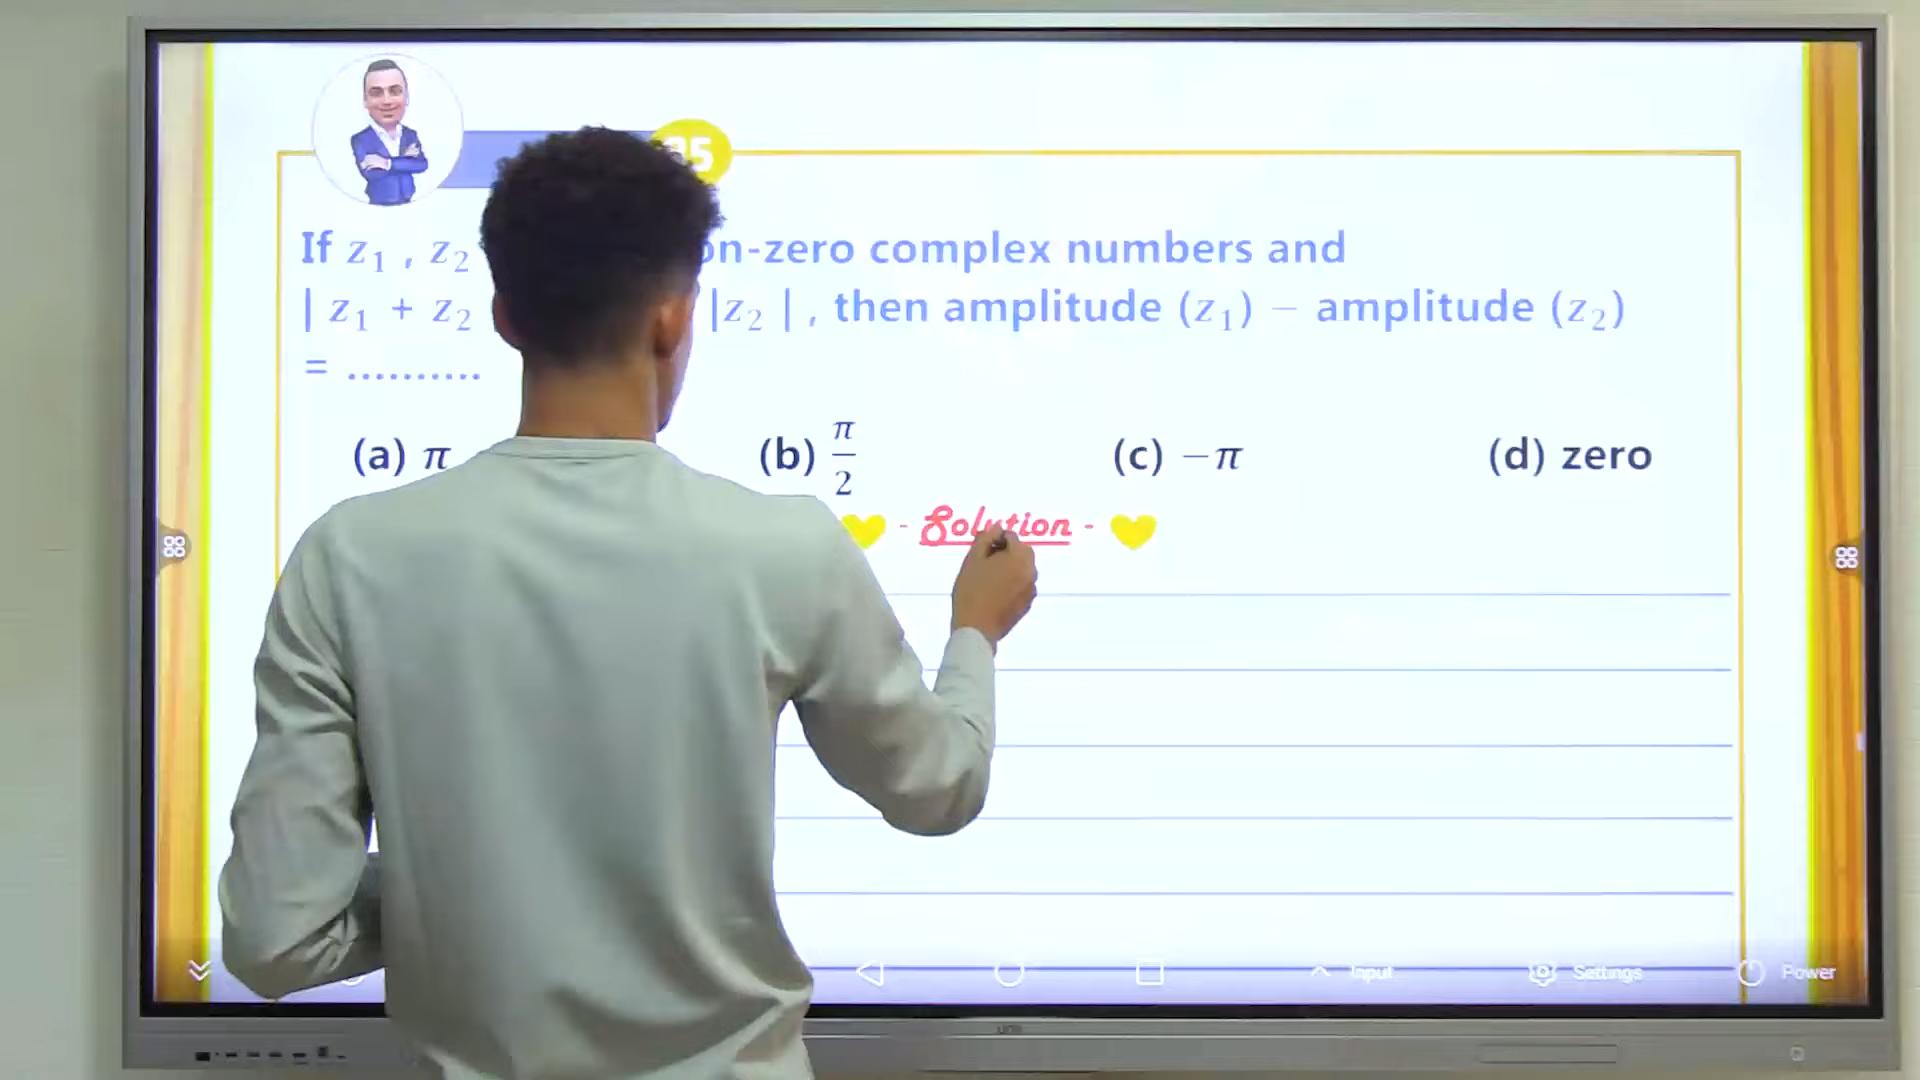 35
If z₁ , z₂ on-zero complex numbers and
| z₁ + z₂ |z₂ | , then amplitude (z₁) − amplitude (z₂)
= ..........
(a) π (b) π/2 (c) −π (d) zero
- Solution -
Input Settings Power